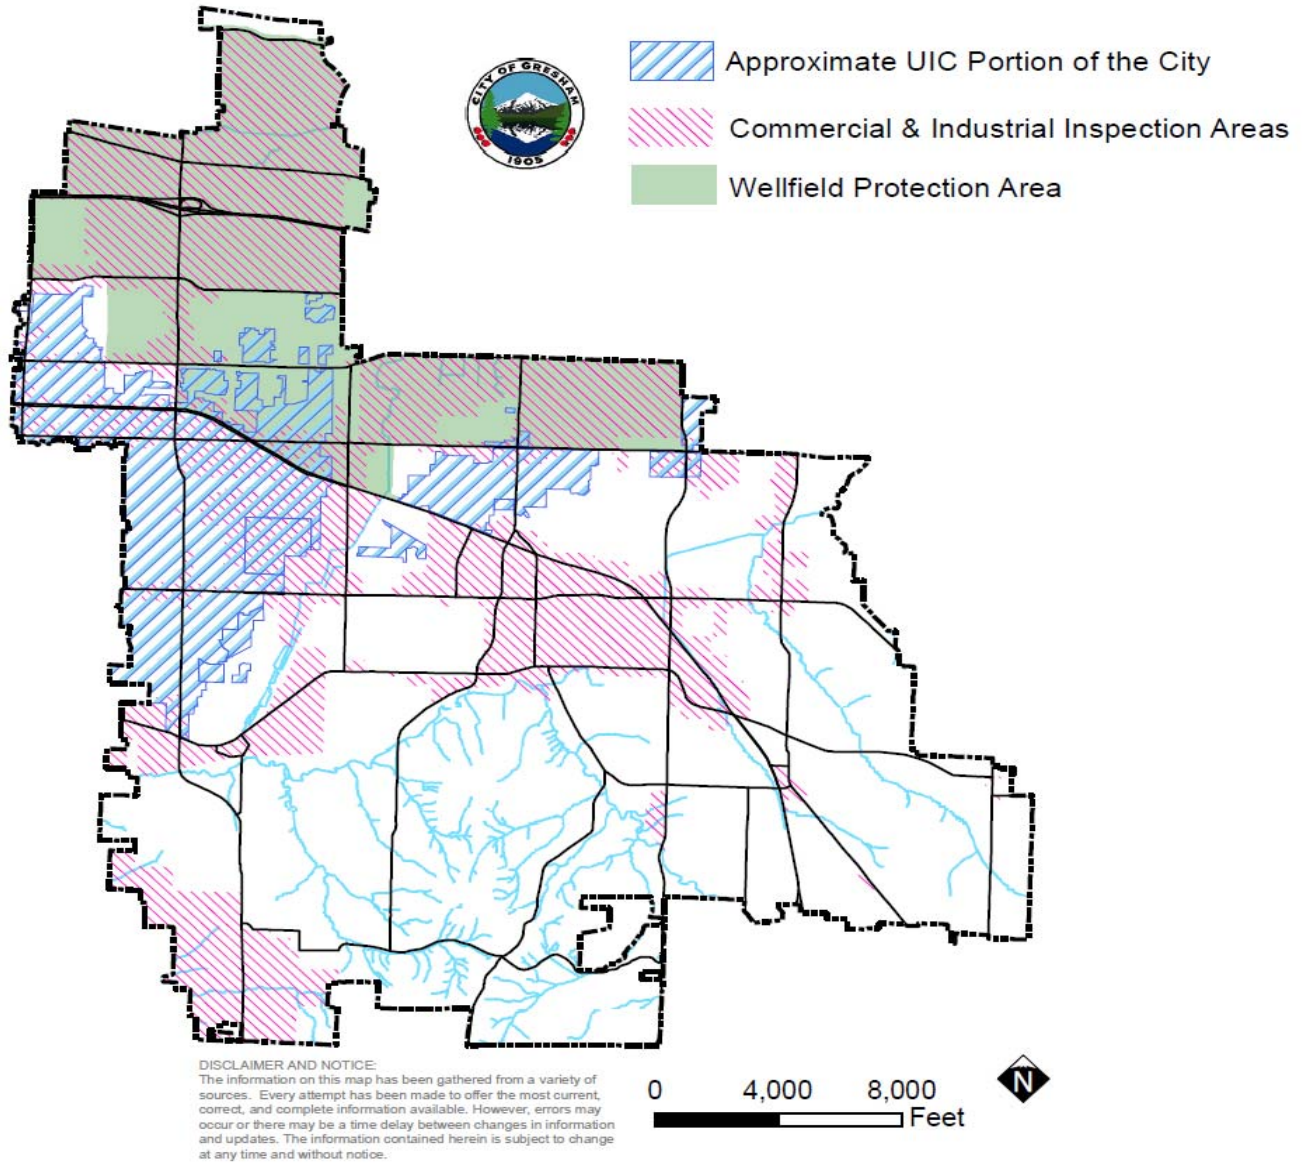 CITY OF GRESHAM
1905
Approximate UIC Portion of the City
Commercial & Industrial Inspection Areas
Wellfield Protection Area
DISCLAIMER AND NOTICE:
The information on this map has been gathered from a variety of
sources. Every attempt has been made to offer the most current,
correct, and complete information available. However, errors may
occur or there may be a time delay between changes in information
and updates. The information contained herein is subject to change
at any time and without notice.
0 4,000 8,000
Feet
N